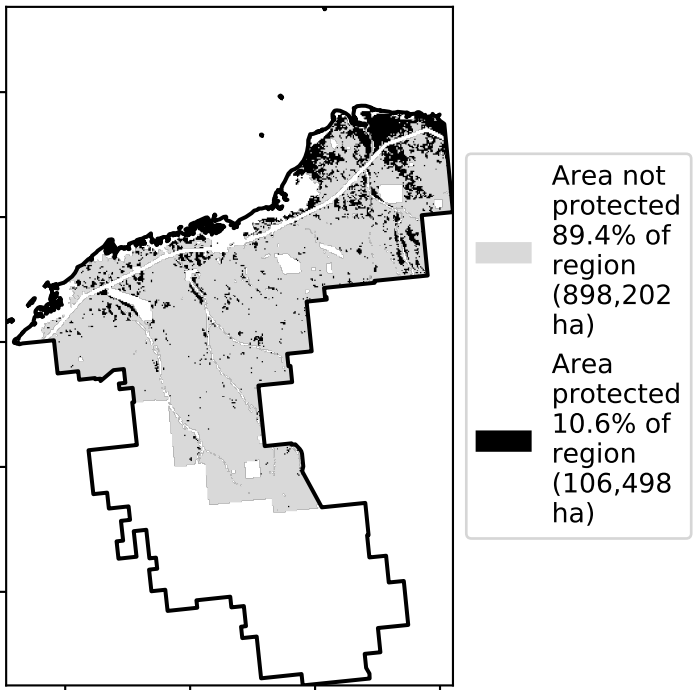 Area not
protected
89.4% of
region
(898,202
ha)
Area
protected
10.6% of
region
(106,498
ha)